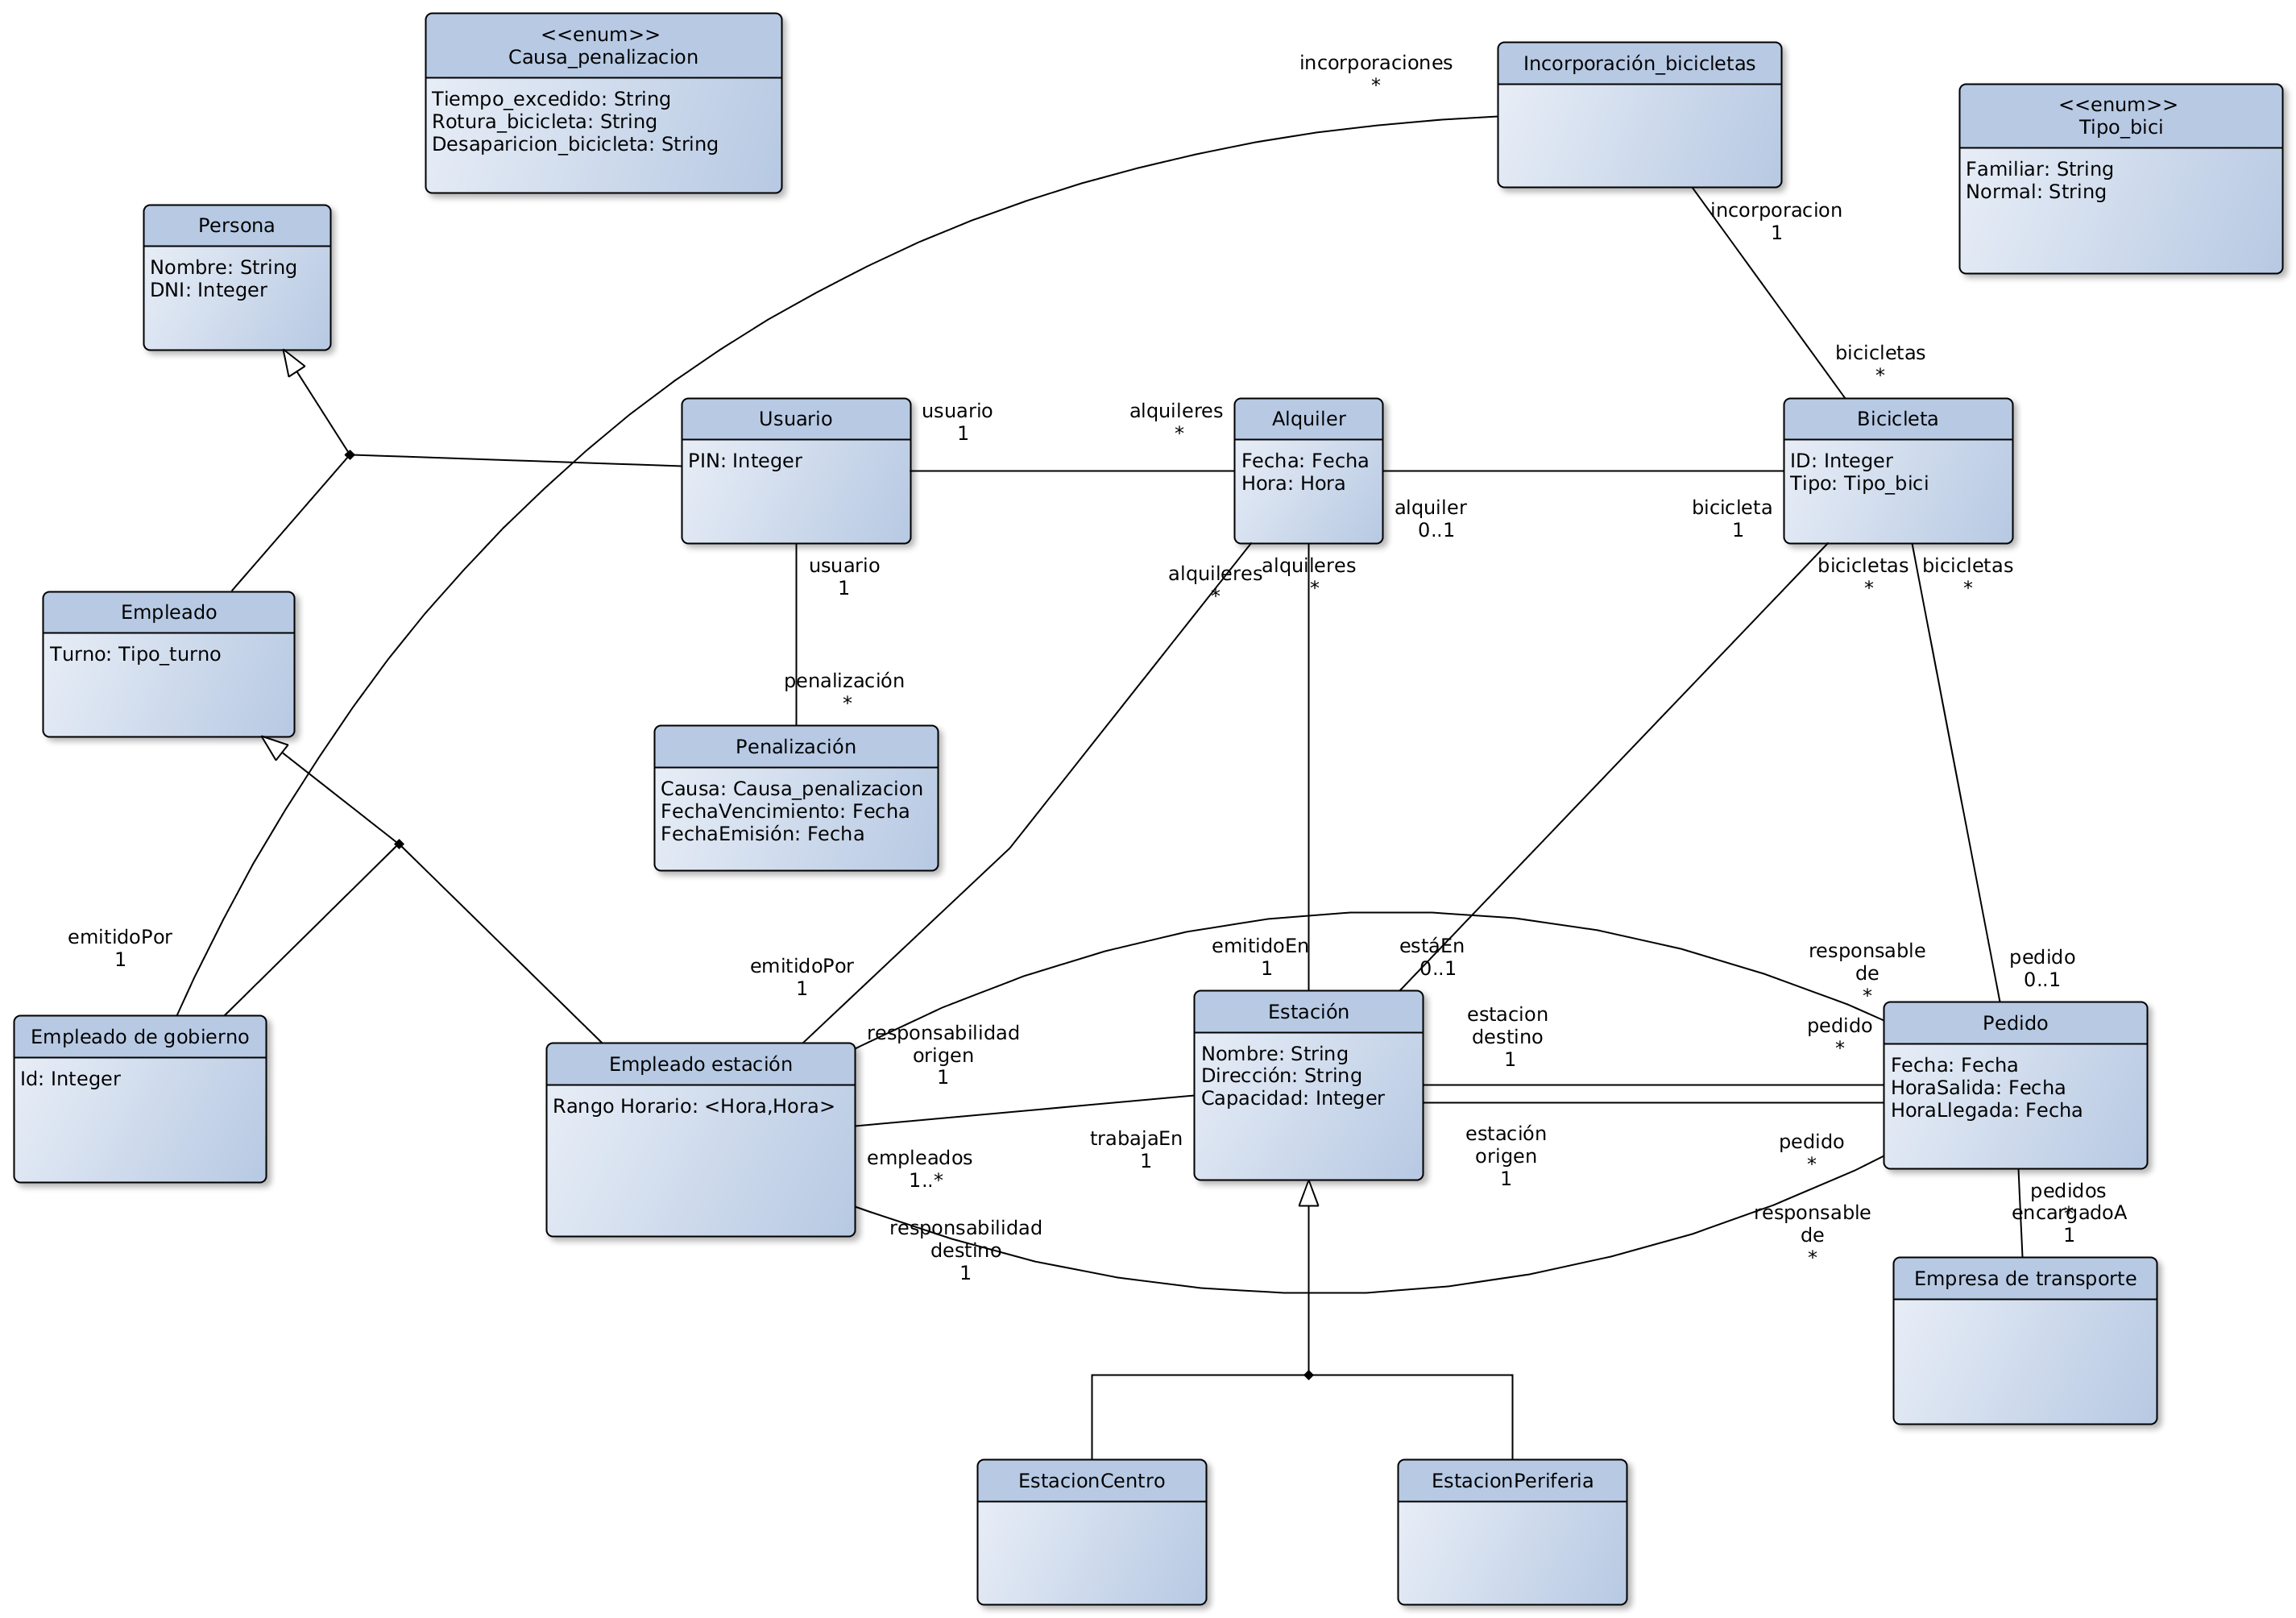 <<enum>>
Causa_penalizacion
Tiempo_excedido: String
Rotura_bicicleta: String
Desaparicion_bicicleta: String
incorporaciones
*
Incorporación_bicicletas
<<enum>>
Tipo_bici
Familiar: String
Normal: String
incorporacion
1
Persona
Nombre: String
DNI: Integer
bicicletas
*
Usuario
PIN: Integer
usuario
1
alquileres
*
Alquiler
Fecha: Fecha
Hora: Hora
alquiler
0..1
bicicleta
1
Bicicleta
ID: Integer
Tipo: Tipo_bici
usuario
1
alquileres
*
alquileres
*
bicicletas
*
bicicletas
*
Empleado
Turno: Tipo_turno
penalización
*
Penalización
Causa: Causa_penalizacion
FechaVencimiento: Fecha
FechaEmisión: Fecha
emitidoPor
1
emitidoPor
1
emitidoEn
1
estáEn
0..1
responsable
de
*
pedido
0..1
Empleado de gobierno
Id: Integer
Empleado estación
Rango Horario: <Hora,Hora>
responsabilidad
origen
1
Estación
Nombre: String
Dirección: String
Capacidad: Integer
estacion
destino
1
pedido
*
Pedido
Fecha: Fecha
HoraSalida: Fecha
HoraLlegada: Fecha
empleados
1..*
trabajaEn
1
estación
origen
1
pedido
*
responsabilidad
destino
1
responsable
de
*
pedidos
*
encargadoA
1
Empresa de transporte
EstacionCentro
EstacionPeriferia